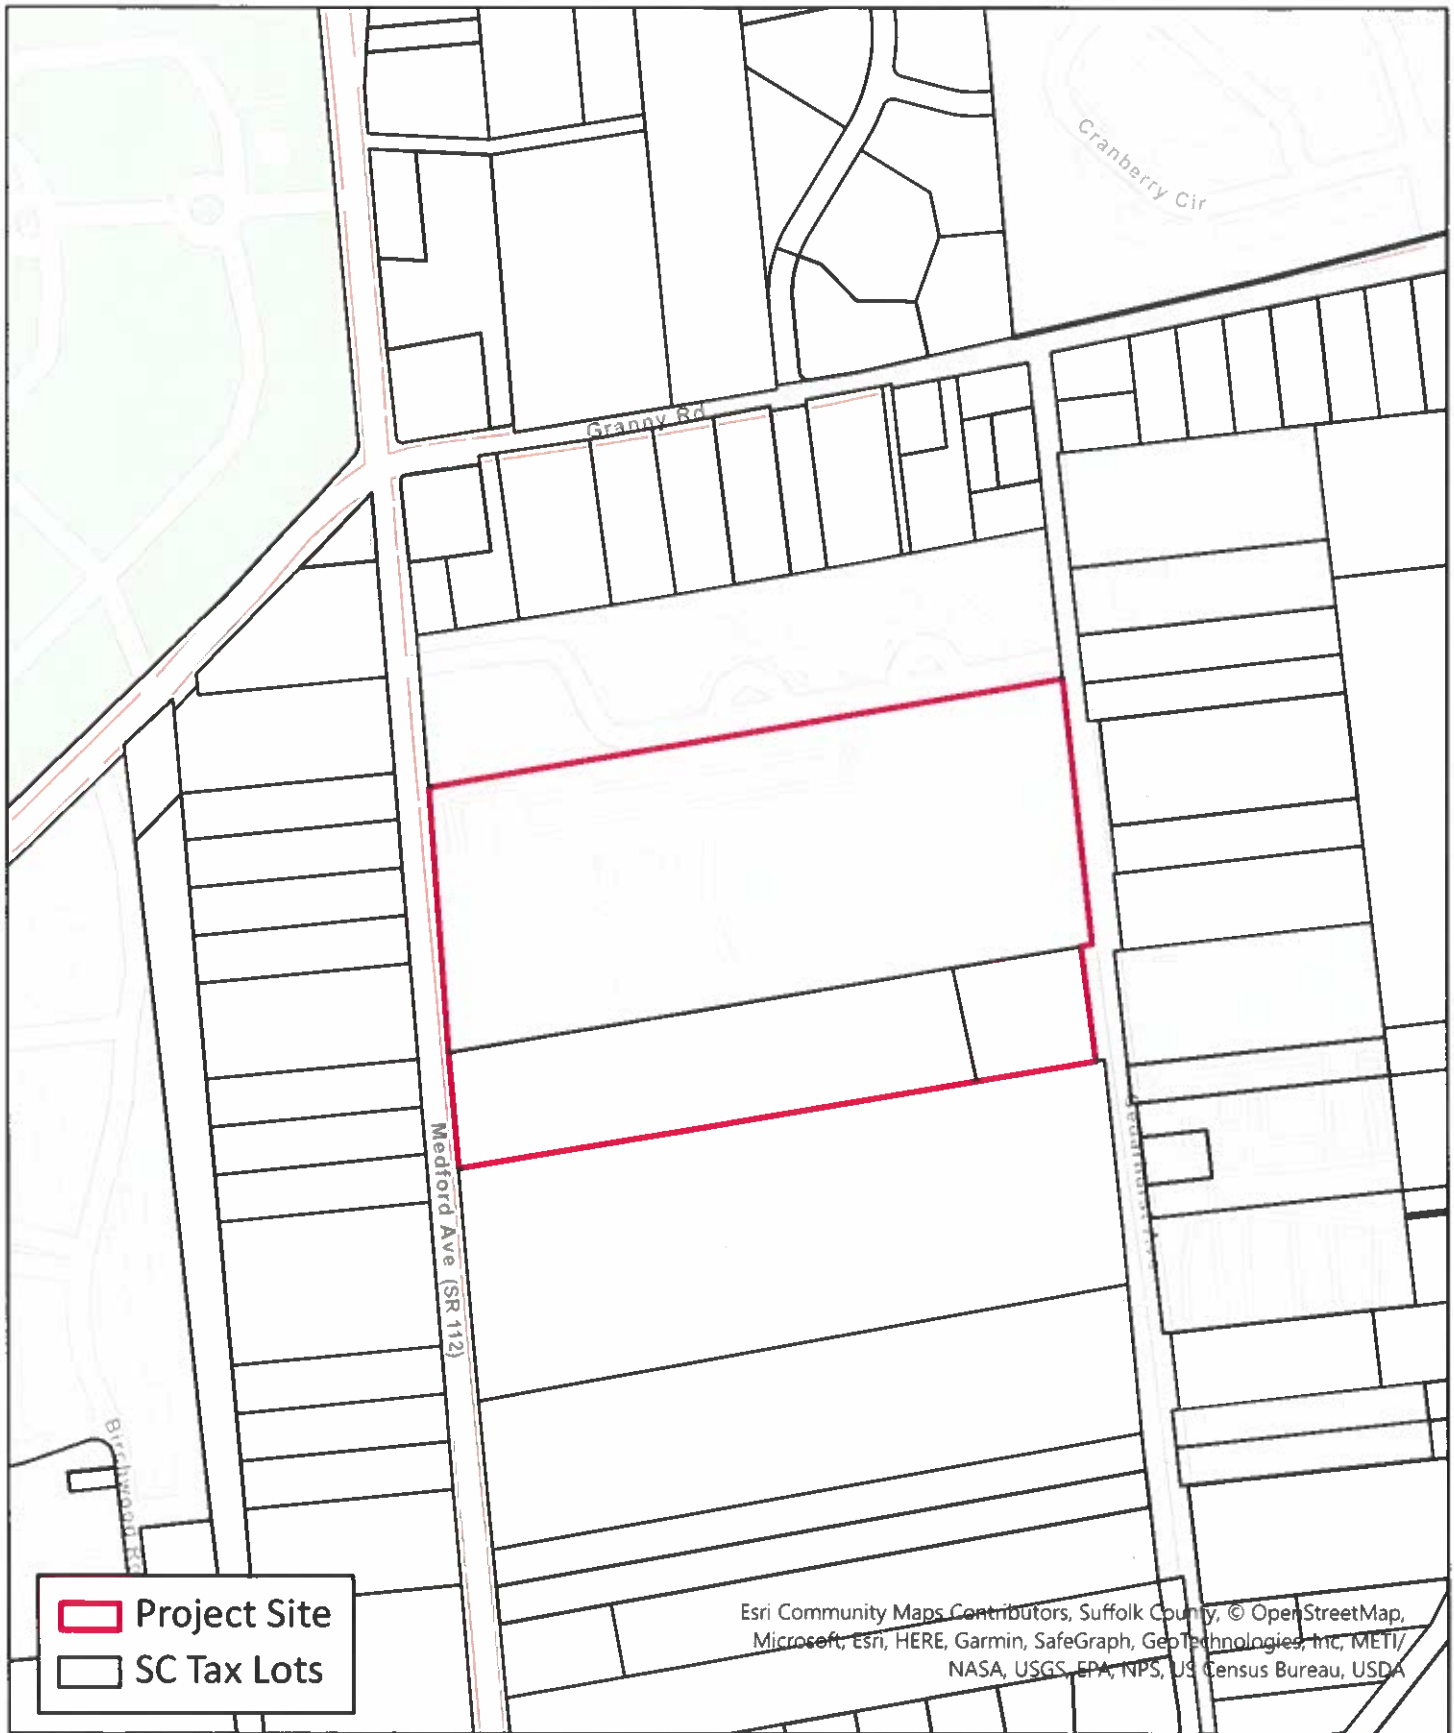 Cranberry Cir
Granny Rd
Medford Ave (SR 112)
Project Site
SC Tax Lots
Esri Community Maps Contributors, Suffolk County, © OpenStreetMap,
Microsoft, Esri, HERE, Garmin, SafeGraph, GeoTechnologies, Inc, METI/
NASA, USGS, EPA, NPS, US Census Bureau, USDA